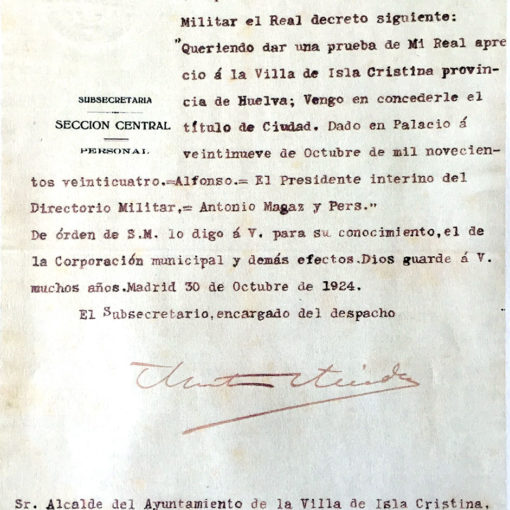 Militar el Real decreto siguiente:
"Queriendo dar una prueba de Mi Real apre
cio á la Villa de Isla Cristina provin-
cia de Huelva; Vengo en concederle el
título de Ciudad. Dado en Palacio á
veintinueve de Octubre de mil novecien-
tos veinticuatro.=Alfonso.= El Presidente interino del
Directorio Militar,= Antonio Magaz y Pers."
De órden de S.M. lo digo á V. para su conocimiento,el de
la Corporación municipal y demás efectos.Dios guarde á V.
muchos años.Madrid 30 de Octubre de 1924.
El Subsecretario,encargado del despacho
SUBSECRETARIA
SECCION CENTRAL
PERSONAL
Sr. Alcalde del Ayuntamiento de la Villa de Isla Cristina.